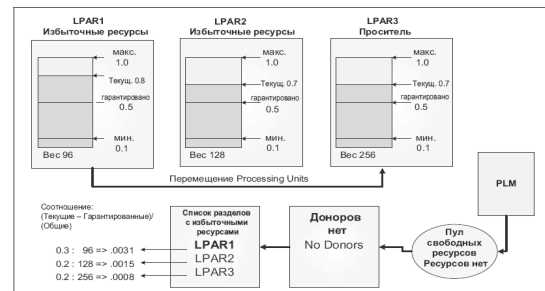 LPAR1
Избыточные ресурсы
LPAR2
Избыточные ресурсы
LPAR3
Проситель
макс.
1.0
Текущ. 0.8
гарантировано
0.5
мин.
0.1
Вес 96
макс.
1.0
Текущ. 0.7
гарантировано
0.5
мин.
0.1
Вес 128
макс.
1.0
Текущ. 0.7
гарантировано
0.5
мин.
0.1
Вес 256
Перемещение Processing Units
PLM
Соотношение:
(Текущие – Гарантированные)/
(Общие)
0.3 : 96 => .0031
0.2 : 128 => .0015
0.2 : 256 => .0008
Список разделов
с избыточными
ресурсами
LPAR1
LPAR2
LPAR3
Доноров
нет
No Donors
Пул
свободных
ресурсов
Ресурсов нет